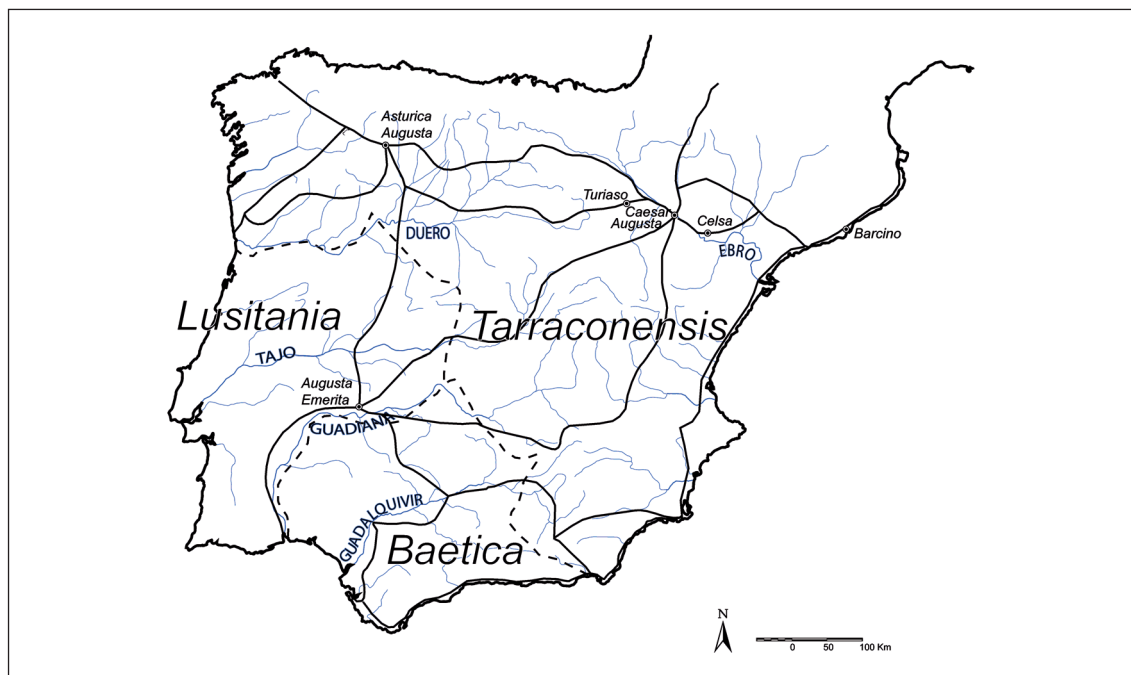 Asturica
Augusta
Turiaso
Caesar
Augusta
Celsa
EBRO
Barcino
DUERO
Lusitania
Tarraconensis
TAJO
Augusta
Emerita
GUADIANA
GUADALQUIVIR
Baetica
N
0 50 100 Km